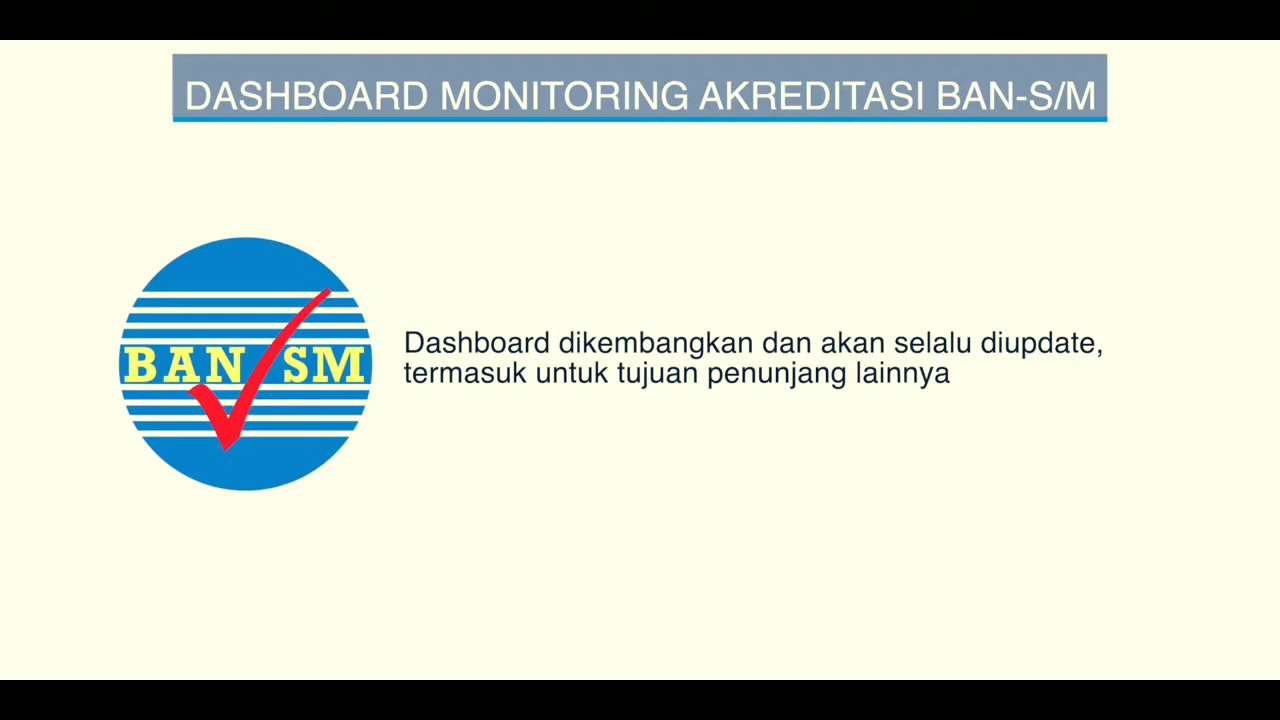 DASHBOARD MONITORING AKREDITASI BAN-S/M
BAN SM
Dashboard dikembangkan dan akan selalu diupdate,
termasuk untuk tujuan penunjang lainnya